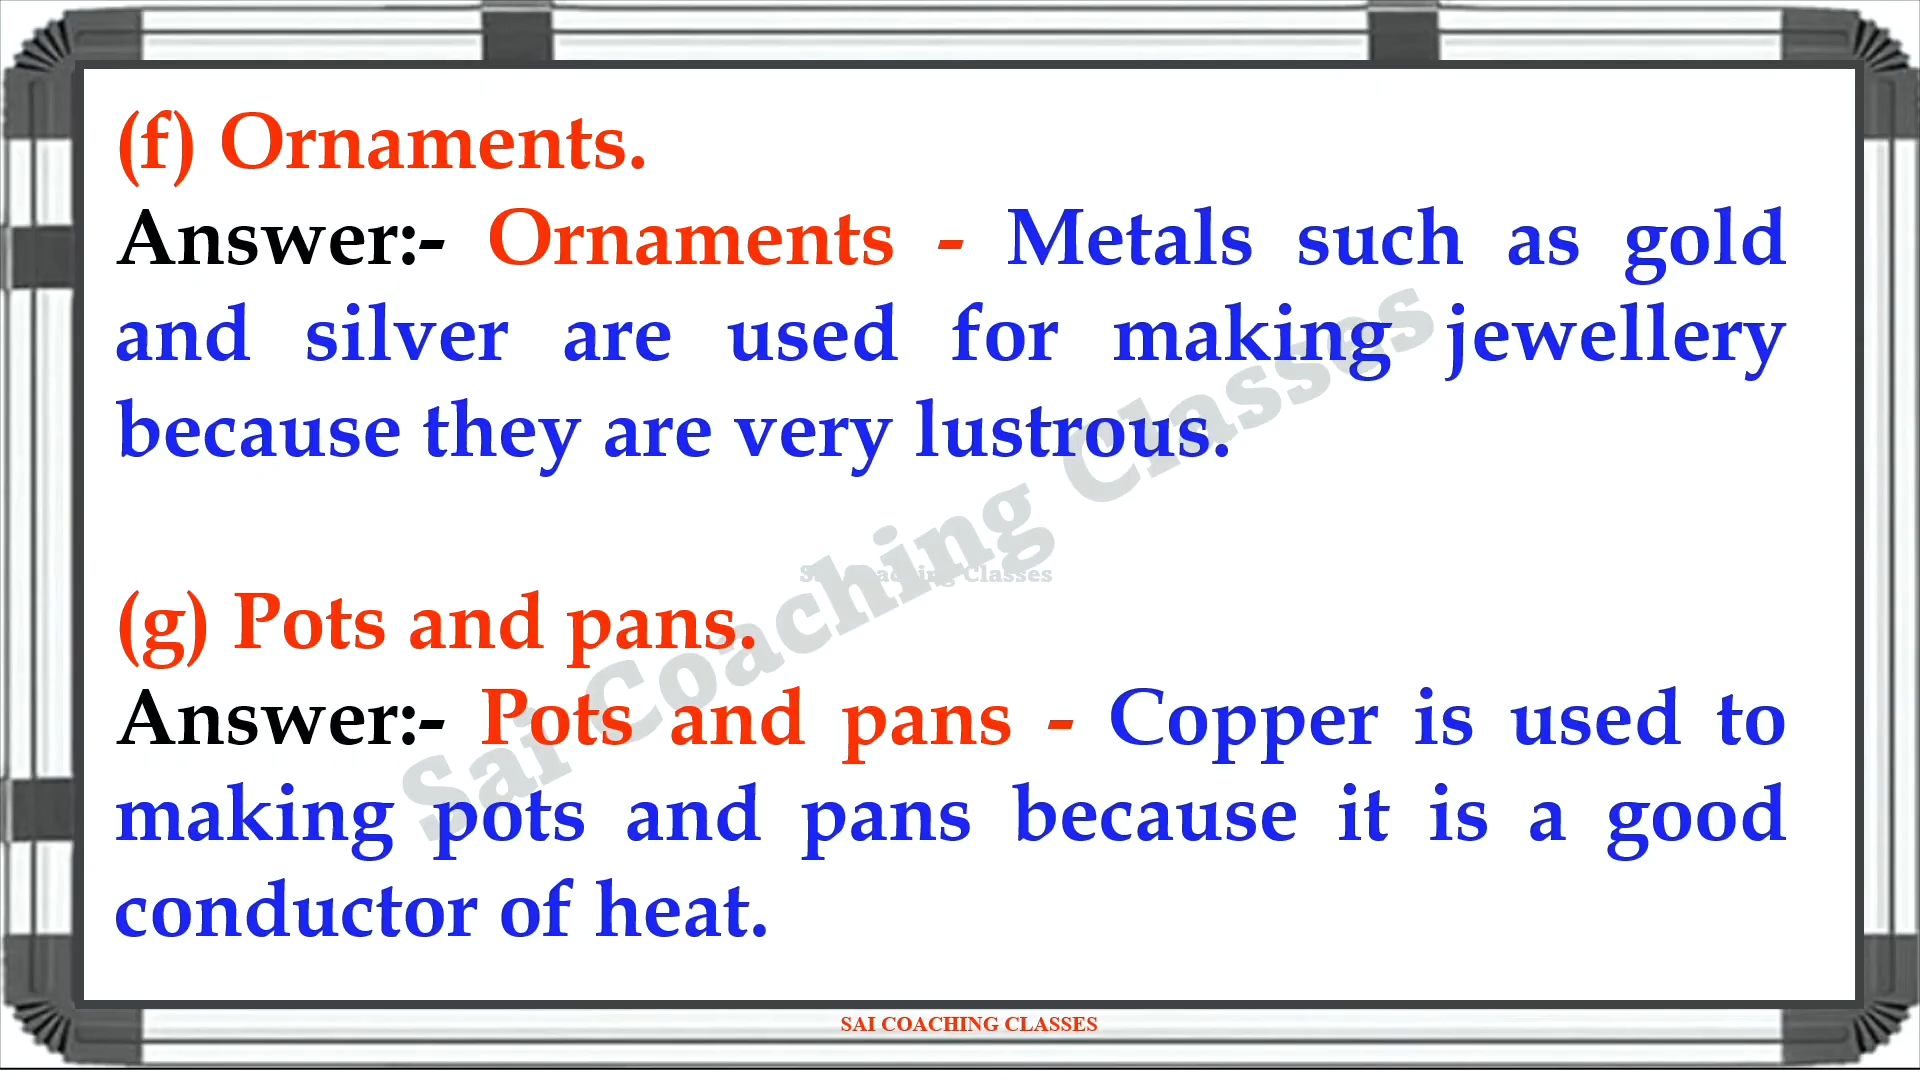 (f) Ornaments.
Answer:- Ornaments - Metals such as gold
and silver are used for making jewellery
because they are very lustrous.
(g) Pots and pans.
Answer:- Pots and pans - Copper is used to
making pots and pans because it is a good
conductor of heat.
Sai Coaching Classes
Sai Coaching Classes
SAI COACHING CLASSES